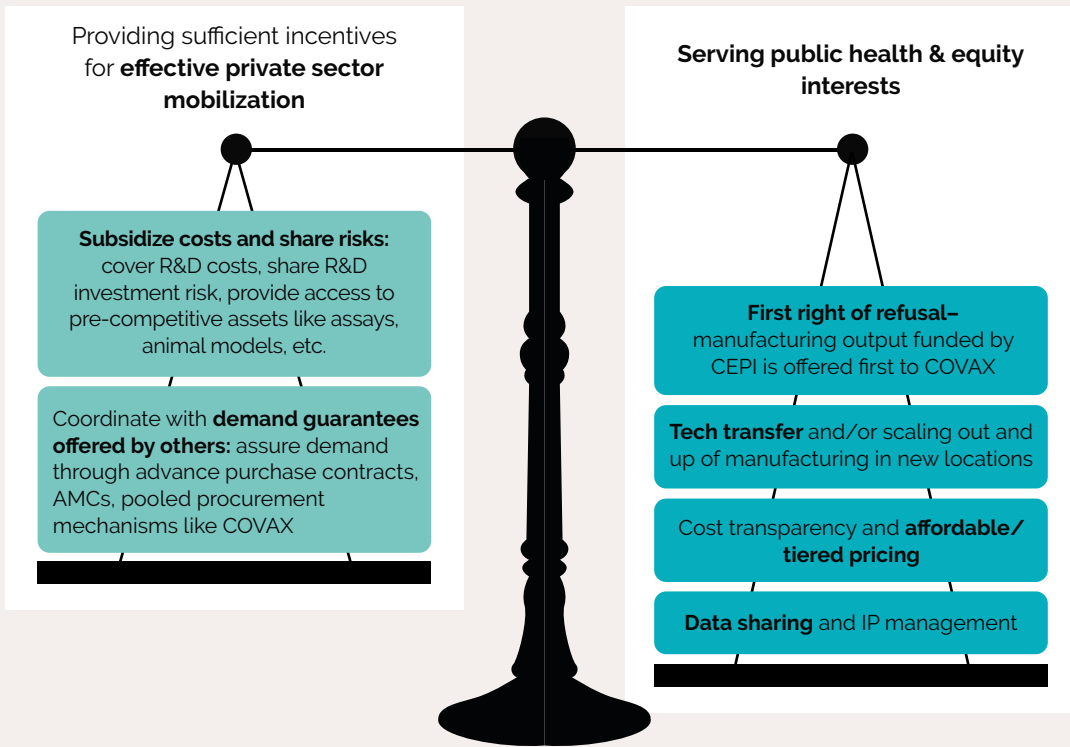 Providing sufficient incentives
for effective private sector
mobilization
Subsidize costs and share risks:
cover R&D costs, share R&D
investment risk, provide access to
pre-competitive assets like assays,
animal models, etc.
Coordinate with demand guarantees
offered by others: assure demand
through advance purchase contracts,
AMCs, pooled procurement
mechanisms like COVAX
Serving public health & equity
interests
First right of refusal–
manufacturing output funded by
CEPI is offered first to COVAX
Tech transfer and/or scaling out and
up of manufacturing in new locations
Cost transparency and affordable/
tiered pricing
Data sharing and IP management